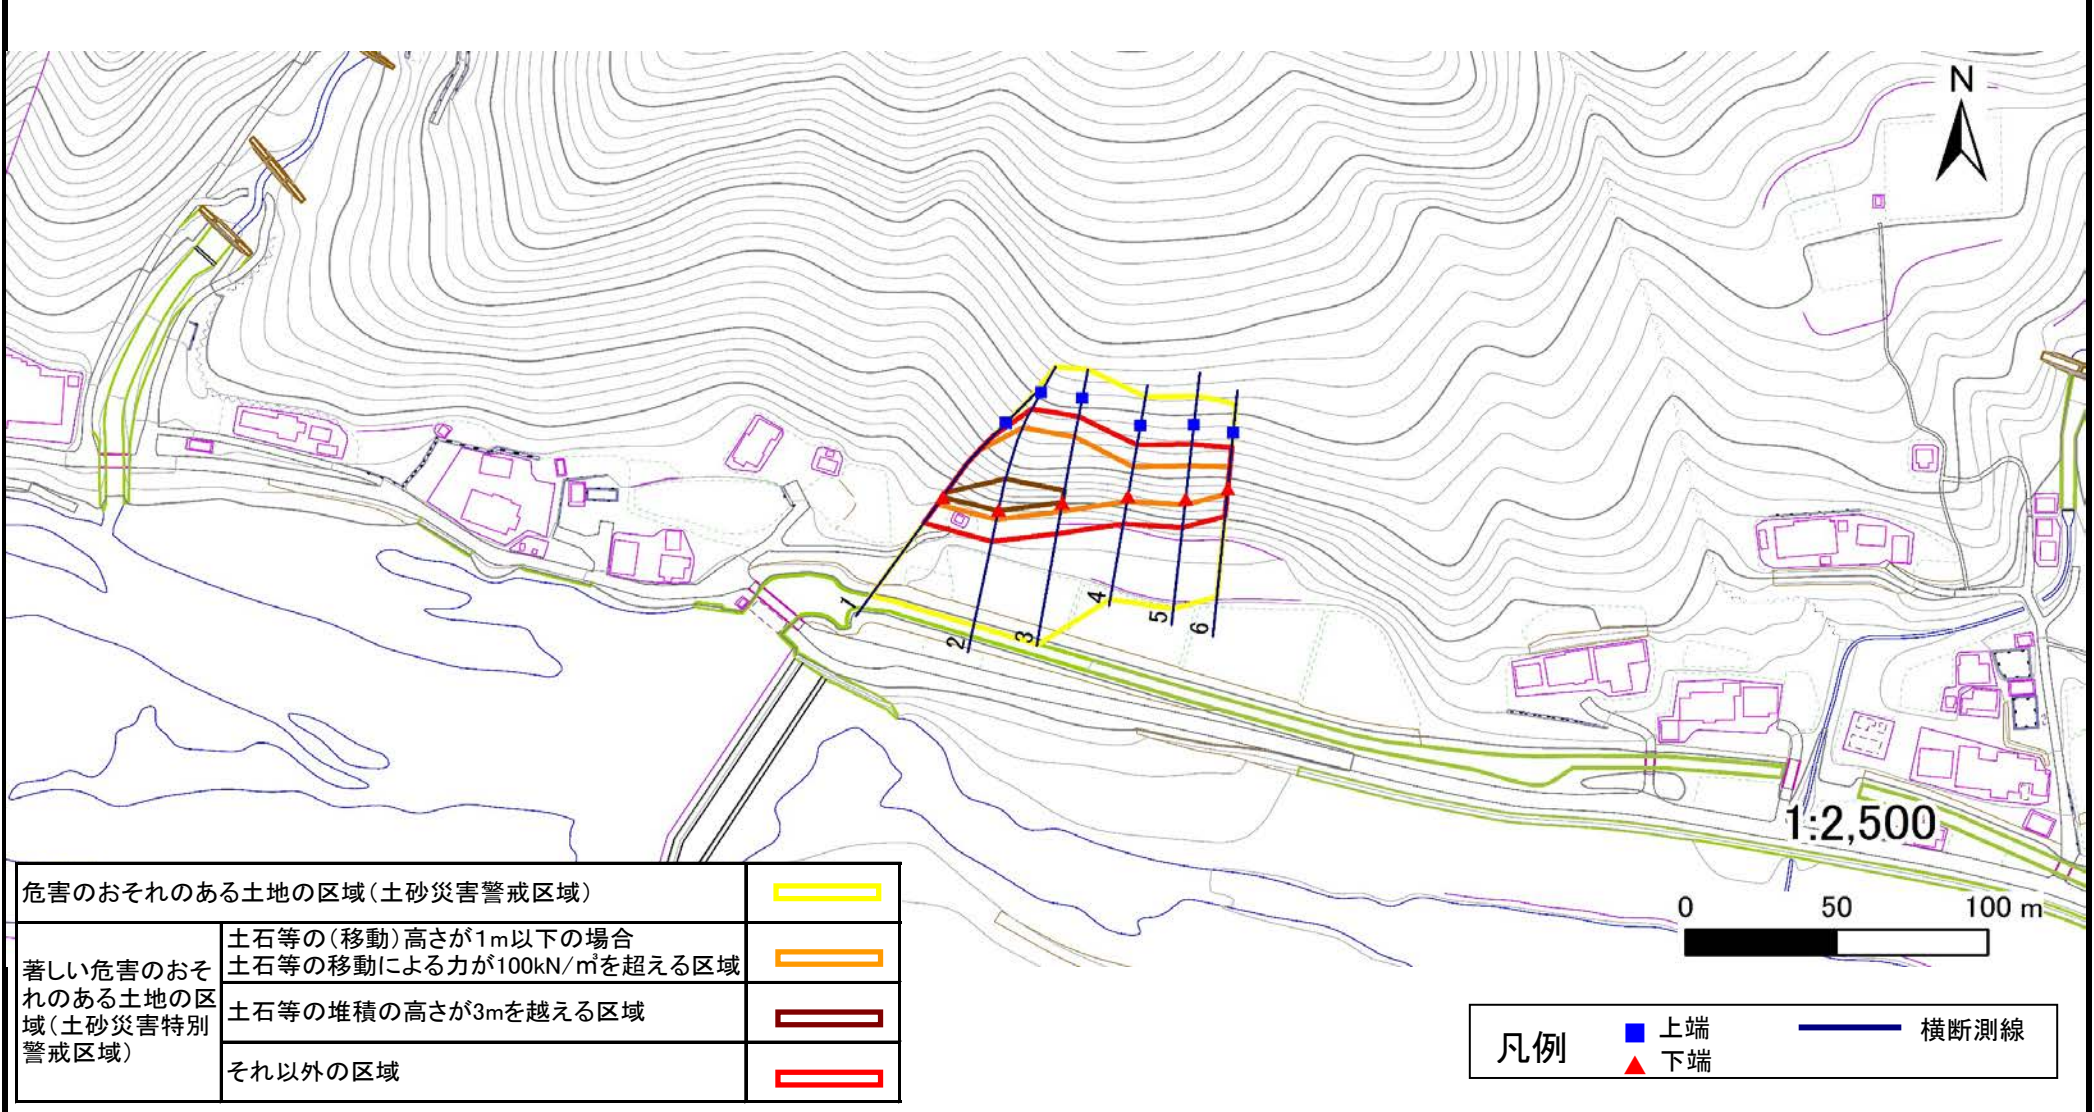 N
1
2
3
4
5
6
1:2,500
0 50 100 m
危害のおそれのある土地の区域(土砂災害警戒区域)
著しい危害のおそ
れのある土地の区
域(土砂災害特別
警戒区域)
土石等の(移動)高さが1m以下の場合
土石等の移動による力が100kN/㎥を超える区域
土石等の堆積の高さが3mを越える区域
それ以外の区域
凡例
上端
下端
横断測線